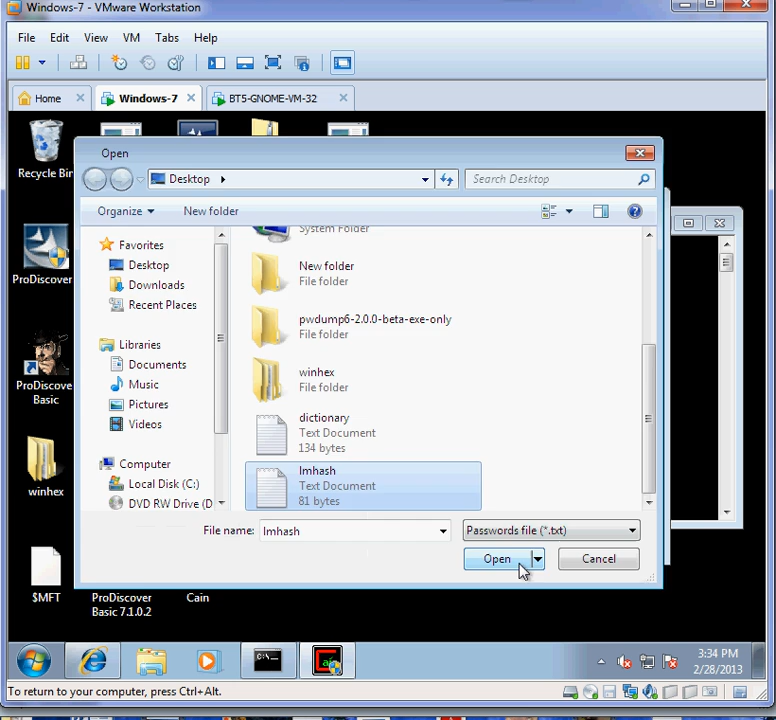 Windows-7 - VMware Workstation
File Edit View VM Tabs Help
Home Windows-7 BT5-GNOME-VM-32
Open
Recycle Bin
Desktop
Search Desktop
Organize New folder
System Folder
Favorites
Desktop
Downloads
Recent Places
Libraries
Documents
Music
Pictures
Videos
Computer
Local Disk (C:)
DVD RW Drive (D
New folder
File folder
pwdump6-2.0.0-beta-exe-only
File folder
winhex
File folder
dictionary
Text Document
134 bytes
lmhash
Text Document
81 bytes
File name: lmhash
Passwords file (*.txt)
Open Cancel
ProDiscover
ProDiscove
Basic
winhex
$MFT
ProDiscover
Basic 7.1.0.2
Cain
C:\.
3:34 PM
2/28/2013
To return to your computer, press Ctrl+Alt.